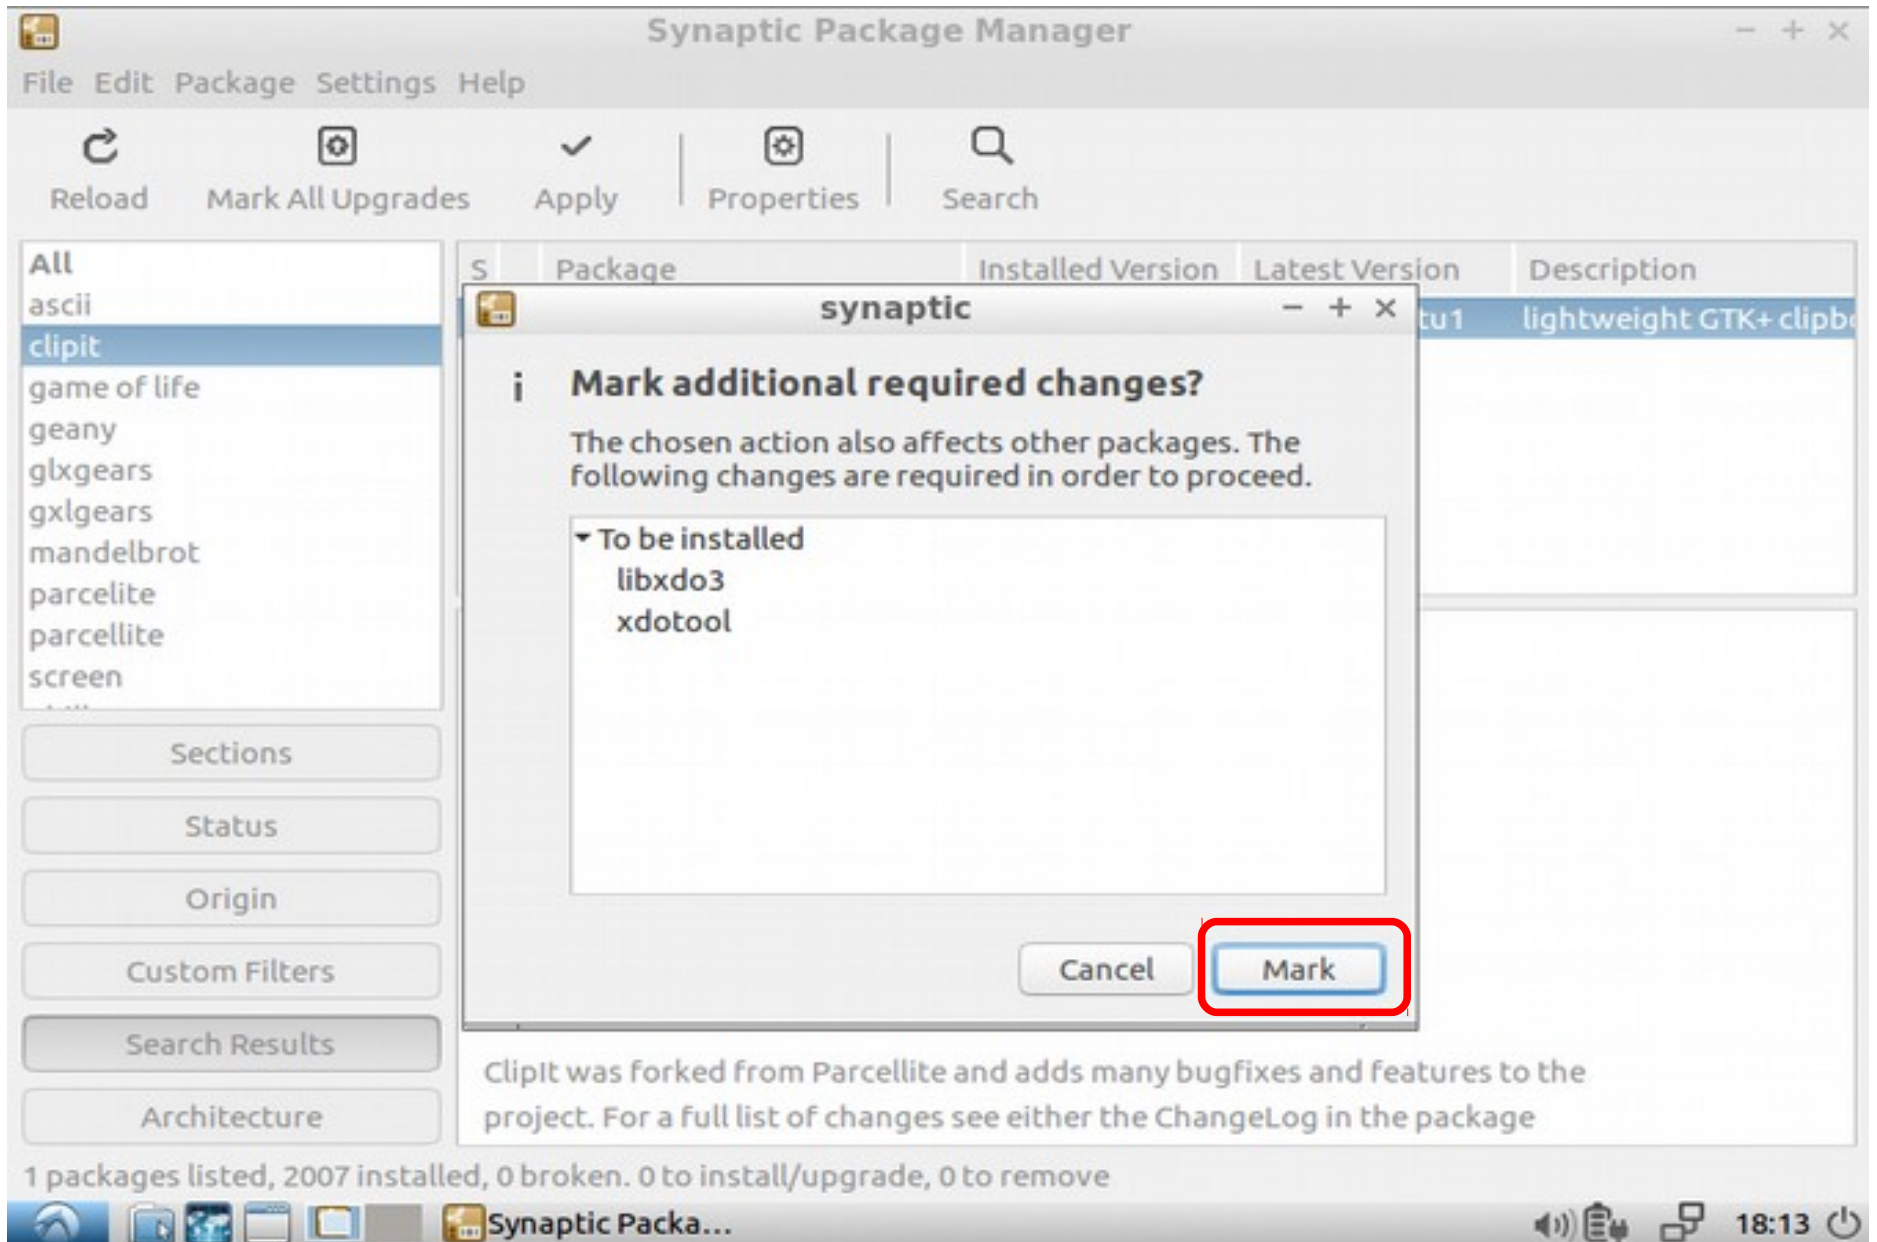 Synaptic Package Manager
File Edit Package Settings Help
Reload Mark All Upgrades Apply Properties Search
All
ascii
clipit
game of life
geany
glxgears
gxlgears
mandelbrot
parcelite
parcellite
screen
Sections
Status
Origin
Custom Filters
Search Results
Architecture
S Package Installed Version Latest Version Description
tu1 lightweight GTK+ clipb
synaptic
Mark additional required changes?
The chosen action also affects other packages. The
following changes are required in order to proceed.
To be installed
libxdo3
xdotool
Cancel Mark
ClipIt was forked from Parcellite and adds many bugfixes and features to the
project. For a full list of changes see either the ChangeLog in the package
1 packages listed, 2007 installed, 0 broken. 0 to install/upgrade, 0 to remove
Synaptic Packa... 18:13